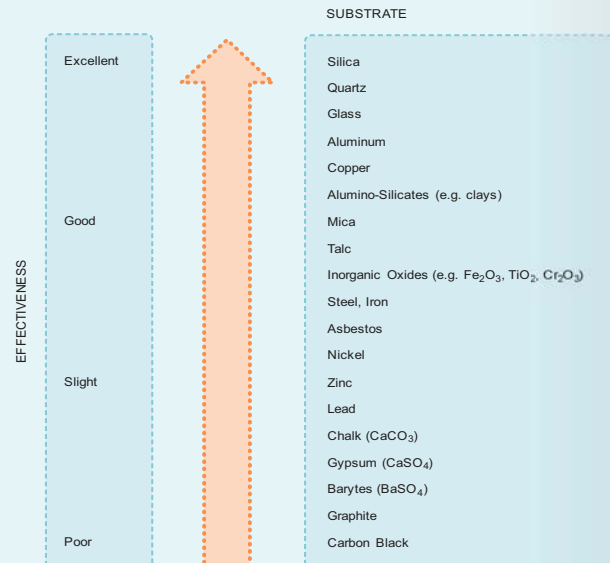 SUBSTRATE
Excellent
Silica
Quartz
Glass
Aluminum
Copper
Alumino-Silicates (e.g. clays)
Good
Mica
Talc
Inorganic Oxides (e.g. Fe₂O₃, TiO₂, Cr₂O₃)
EFFECTIVENESS
Steel, Iron
Asbestos
Nickel
Slight
Zinc
Lead
Chalk (CaCO₃)
Gypsum (CaSO₄)
Barytes (BaSO₄)
Graphite
Poor
Carbon Black